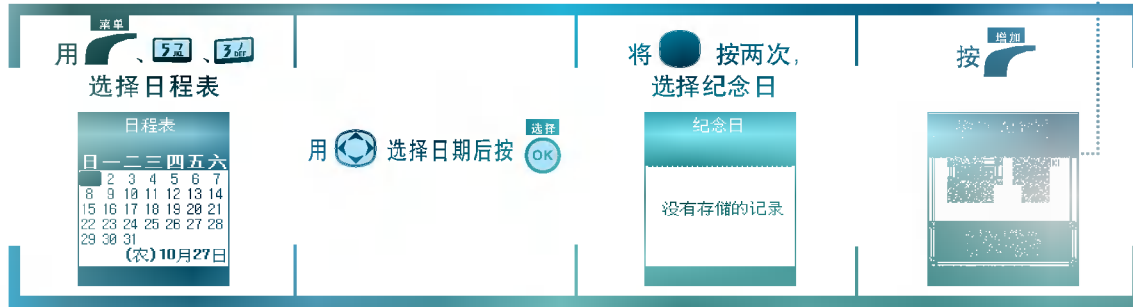 菜单
用 、5 、3
选择日程表
日程表
日一二三四五六
2 3 4 5 6 7
8 9 10 11 12 13 14
15 16 17 18 19 20 21
22 23 24 25 26 27 28
29 30 31
(农)10月27日
用 选择日期后按
选择
OK
将 按两次,
选择纪念日
纪念日
没有存储的记录
增加
按